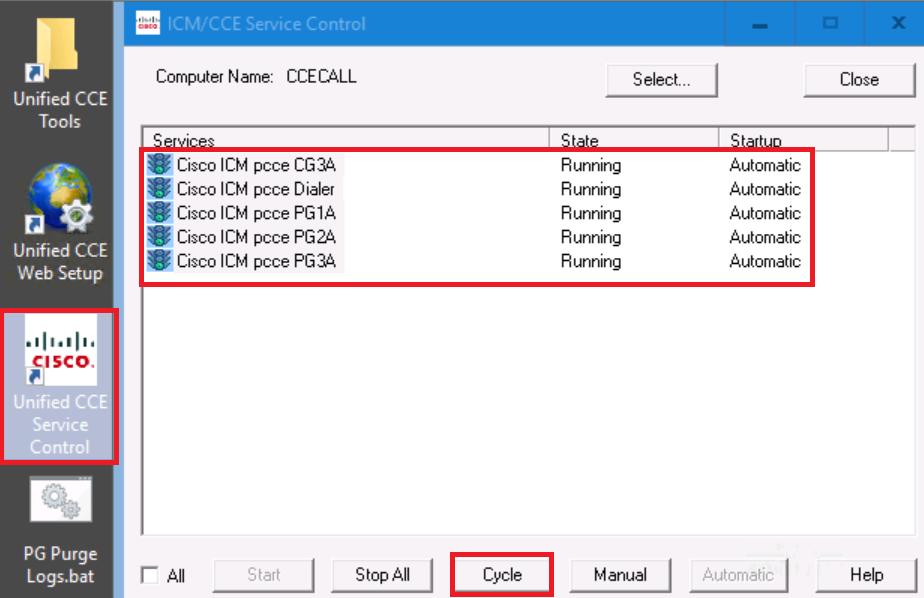 Unified CCE
Tools
Unified CCE
Web Setup
CISCO.
Unified CCE
Service
Control
PG Purge
Logs.bat
CISCO
ICM/CCE Service Control
Computer Name: CCECALL
Select...
Close
Services State Startup
Cisco ICM pcce CG3A Running Automatic
Cisco ICM pcce Dialer Running Automatic
Cisco ICM pcce PG1A Running Automatic
Cisco ICM pcce PG2A Running Automatic
Cisco ICM pcce PG3A Running Automatic
All
Start
Stop All
Cycle
Manual
Automatic
Help